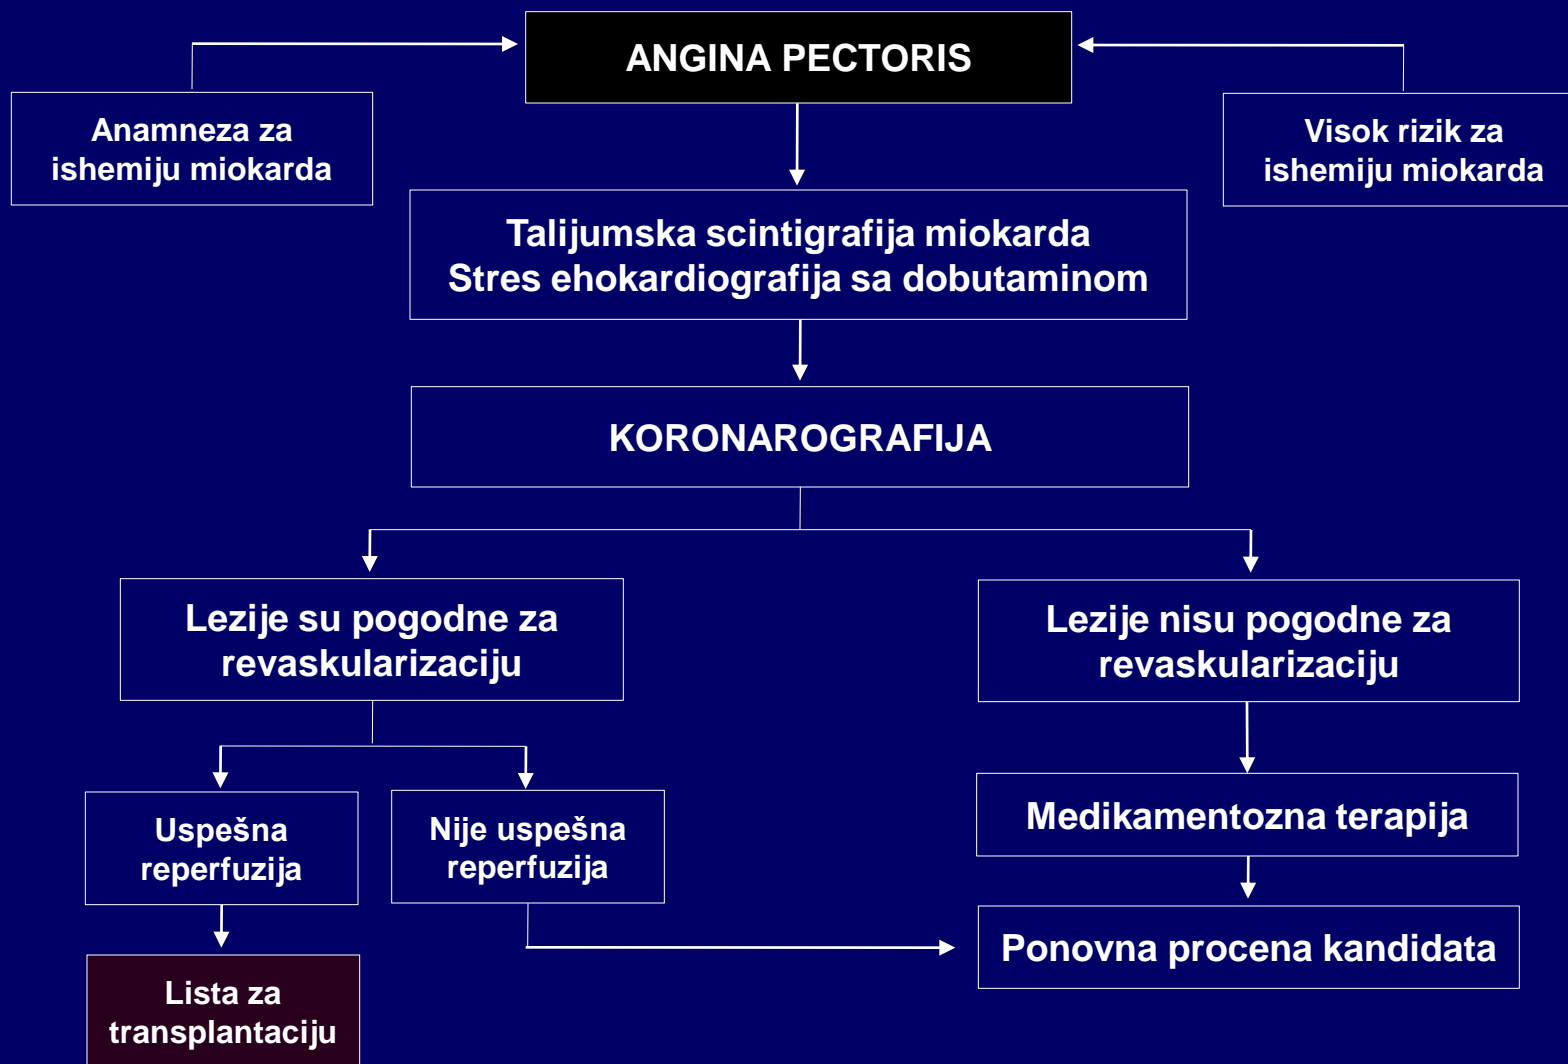 ANGINA PECTORIS
Anamneza za
ishemiju miokarda
Visok rizik za
ishemiju miokarda
Talijumska scintigrafija miokarda
Stres ehokardiografija sa dobutaminom
KORONAROGRAFIJA
Lezije su pogodne za
revaskularizaciju
Lezije nisu pogodne za
revaskularizaciju
Uspešna
reperfuzija
Nije uspešna
reperfuzija
Medikamentozna terapija
Ponovna procena kandidata
Lista za
transplantaciju